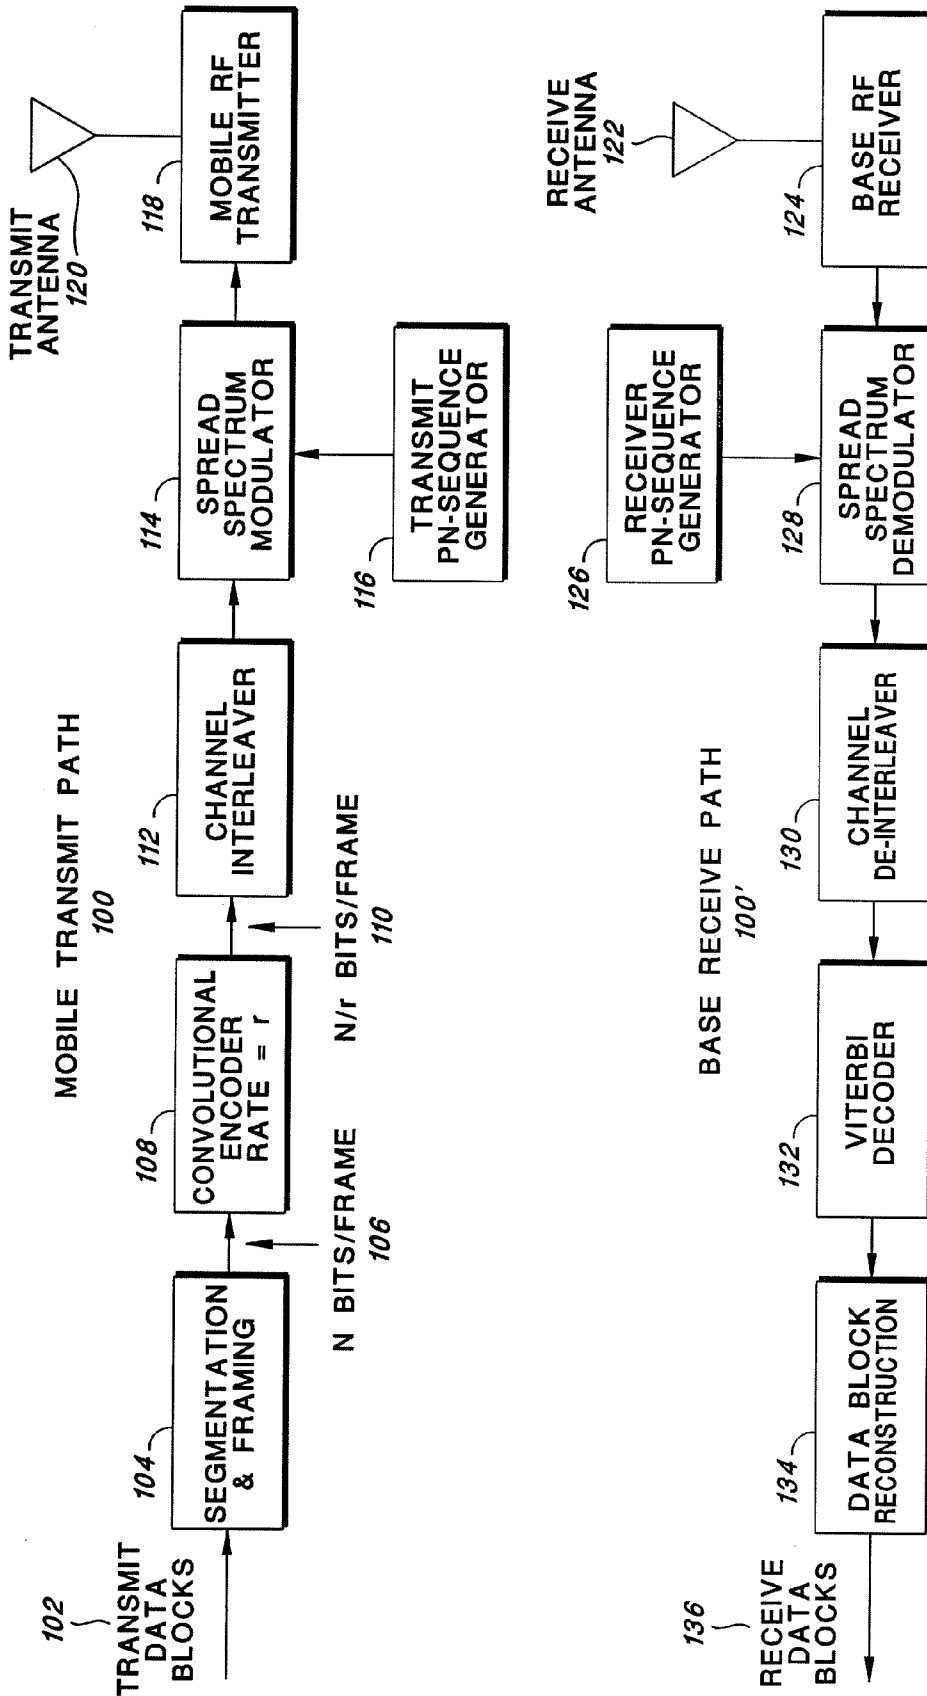 MOBILE TRANSMIT PATH
100
102
TRANSMIT
DATA
BLOCKS
104
SEGMENTATION
& FRAMING
N BITS/FRAME
106
108
CONVOLUTIONAL
ENCODER
RATE = r
N/r BITS/FRAME
110
112
CHANNEL
INTERLEAVER
114
SPREAD
SPECTRUM
MODULATOR
116
TRANSMIT
PN-SEQUENCE
GENERATOR
118
MOBILE RF
TRANSMITTER
TRANSMIT
ANTENNA
120
BASE RECEIVE PATH
100'
RECEIVE
ANTENNA
122
124
BASE RF
RECEIVER
126
RECEIVER
PN-SEQUENCE
GENERATOR
128
SPREAD
SPECTRUM
DEMODULATOR
130
CHANNEL
DE-INTERLEAVER
132
VITERBI
DECODER
134
DATA BLOCK
RECONSTRUCTION
136
RECEIVE
DATA
BLOCKS